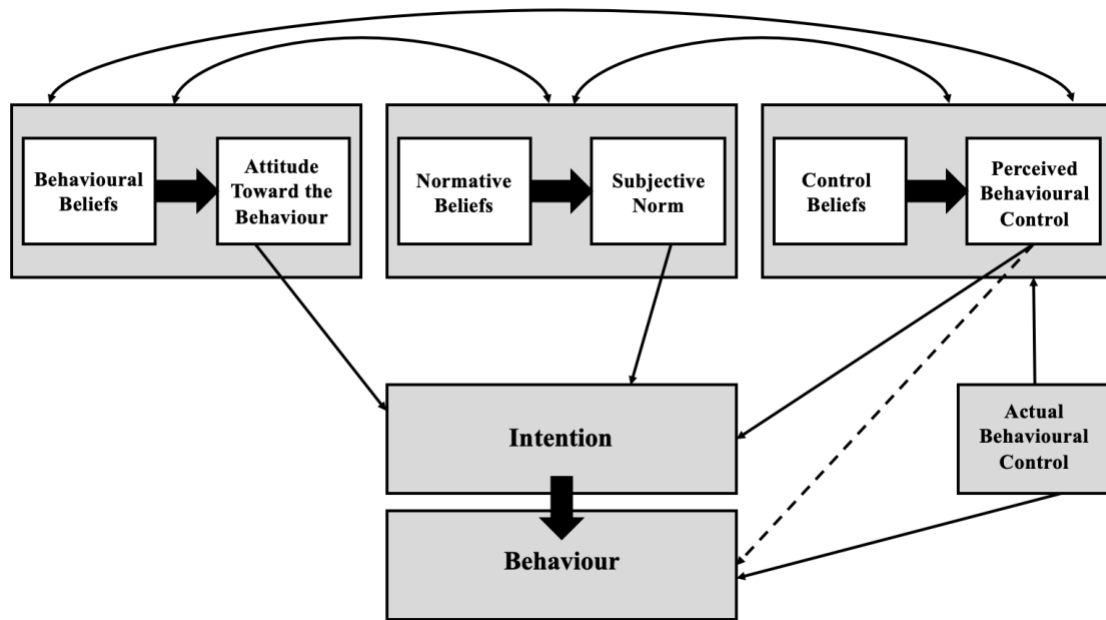 Behavioural
Beliefs
Attitude
Toward the
Behaviour
Normative
Beliefs
Subjective
Norm
Control
Beliefs
Perceived
Behavioural
Control
Intention
Actual
Behavioural
Control
Behaviour